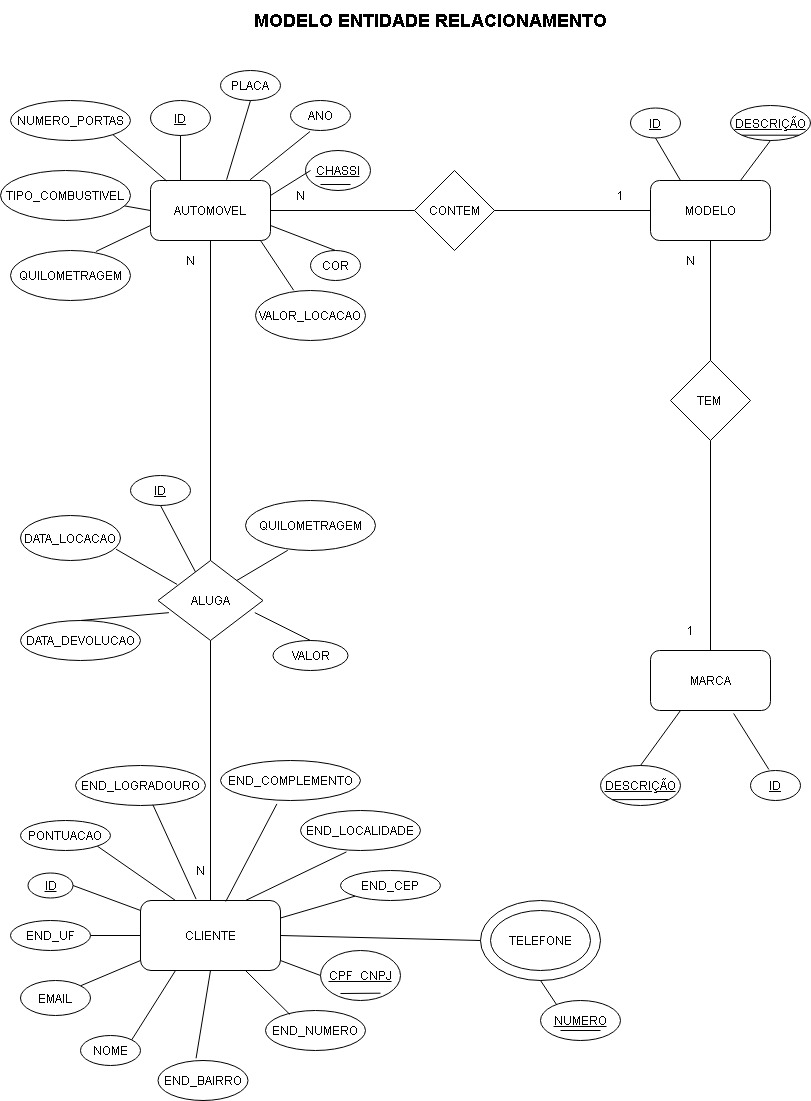 MODELO ENTIDADE RELACIONAMENTO
PLACA
NUMERO_PORTAS
ID
ANO
ID
DESCRIÇÃO
CHASSI
TIPO_COMBUSTIVEL
N
1
AUTOMOVEL
CONTEM
MODELO
N
N
COR
QUILOMETRAGEM
VALOR_LOCACAO
TEM
ID
QUILOMETRAGEM
DATA_LOCACAO
ALUGA
1
DATA_DEVOLUCAO
VALOR
MARCA
END_LOGRADOURO
END_COMPLEMENTO
DESCRIÇÃO
ID
PONTUACAO
END_LOCALIDADE
N
ID
END_CEP
END_UF
CLIENTE
TELEFONE
CPF_CNPJ
EMAIL
NUMERO
END_NUMERO
NOME
END_BAIRRO